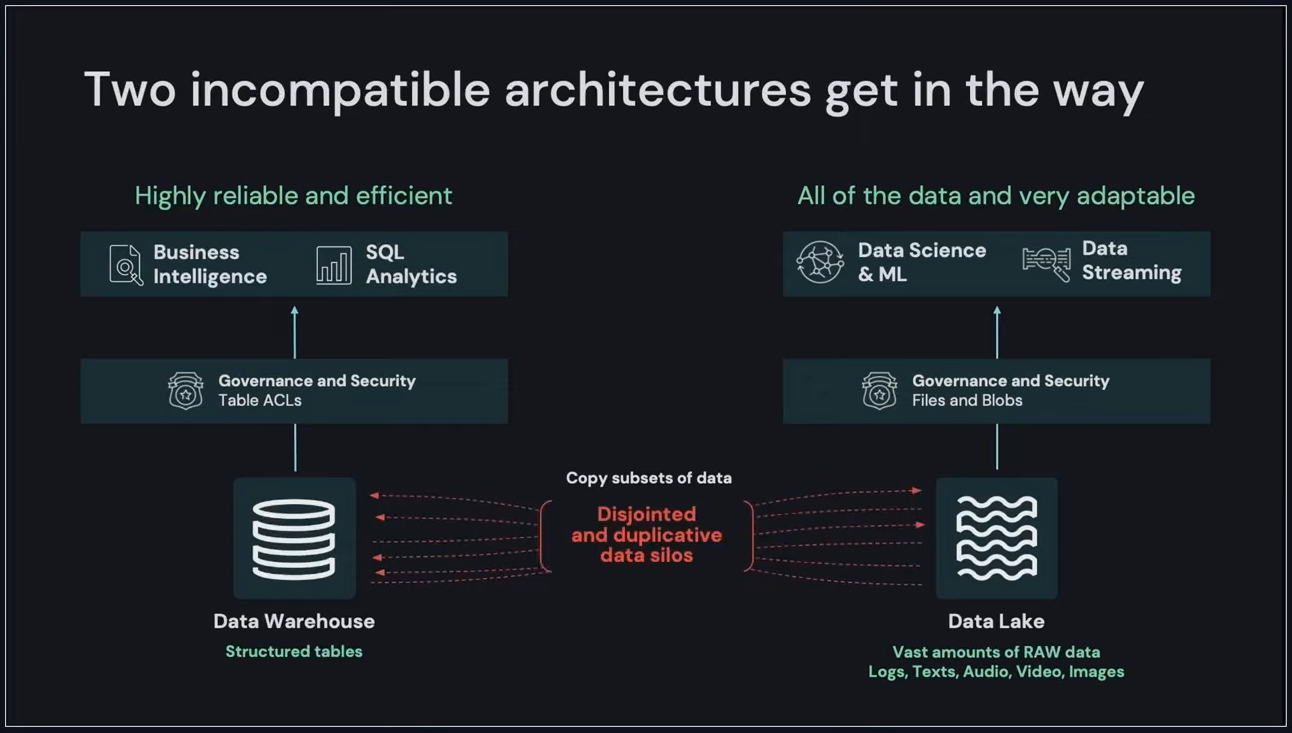 Two incompatible architectures get in the way
Highly reliable and efficient
Business
Intelligence
SQL
Analytics
Governance and Security
Table ACLs
Data Warehouse
Structured tables
Copy subsets of data
Disjointed
and duplicative
data silos
All of the data and very adaptable
Data Science
& ML
Data
Streaming
Governance and Security
Files and Blobs
Data Lake
Vast amounts of RAW data
Logs, Texts, Audio, Video, Images